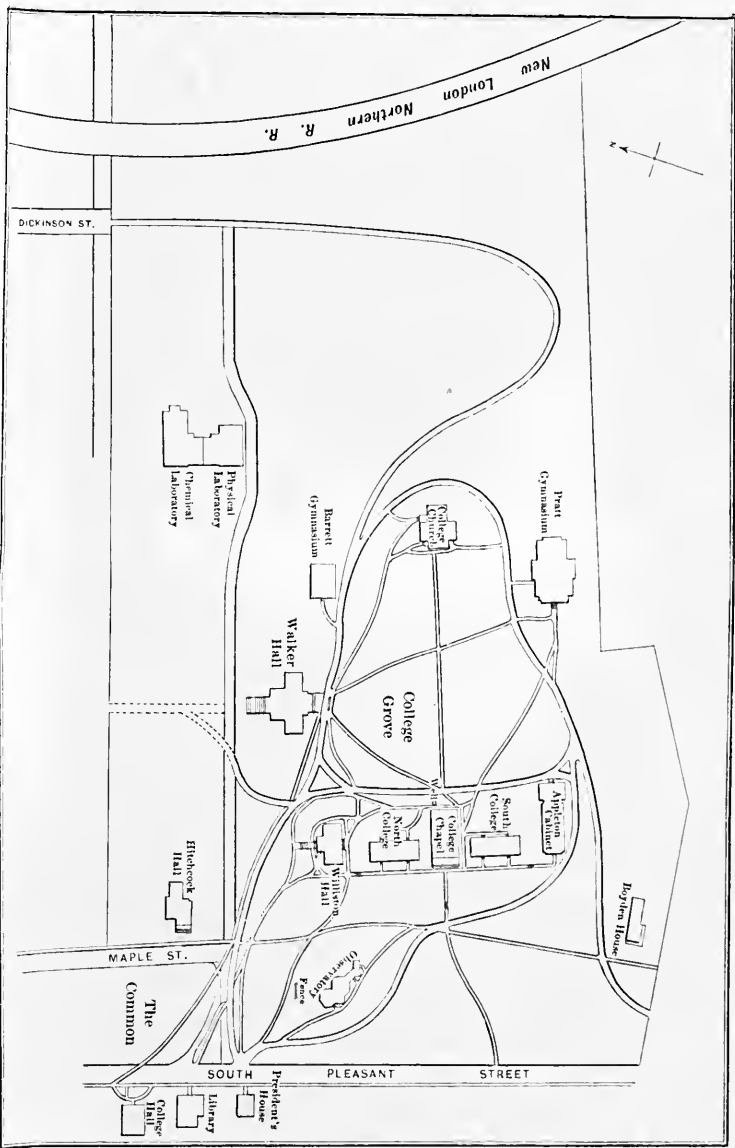 New London Northern R. R.
N
DICKINSON ST.
Physical
Laboratory
Chemical
Laboratory
Barrett
Gymnasium
College
Church
Pratt
Gymnasium
Walker
Hall
College
Grove
Well
Appleton
Cabinet
South
College
College
Chapel
North
College
Williston
Hall
Boyden House
Hitchcock
Hall
MAPLE ST.
Observatory
Fence
The
Common
SOUTH PLEASANT STREET
President's
House
Library
College
Hall